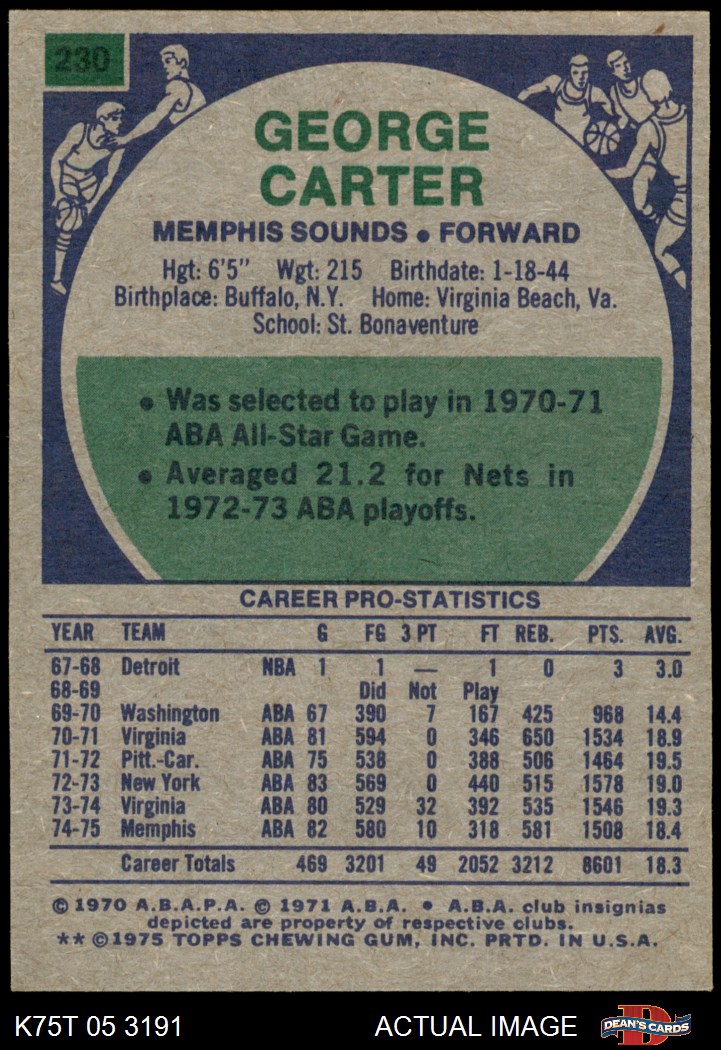 230
GEORGE
CARTER
MEMPHIS SOUNDS • FORWARD
Hgt: 6'5" Wgt: 215 Birthdate: 1-18-44
Birthplace: Buffalo, N.Y. Home: Virginia Beach, Va.
School: St. Bonaventure
• Was selected to play in 1970-71
ABA All-Star Game.
• Averaged 21.2 for Nets in
1972-73 ABA playoffs.
CAREER PRO-STATISTICS
YEAR TEAM G FG 3 PT FT REB. PTS. AVG.
67-68 Detroit NBA 1 1 — 1 0 3 3.0
68-69 Did Not Play
69-70 Washington ABA 67 390 7 167 425 968 14.4
70-71 Virginia ABA 81 594 0 346 650 1534 18.9
71-72 Pitt.-Car. ABA 75 538 0 388 506 1464 19.5
72-73 New York ABA 83 569 0 440 515 1578 19.0
73-74 Virginia ABA 80 529 32 392 535 1546 19.3
74-75 Memphis ABA 82 580 10 318 581 1508 18.4
Career Totals 469 3201 49 2052 3212 8601 18.3
© 1970 A.B.A.P.A. © 1971 A.B.A. • A.B.A. club insignias
depicted are property of respective clubs.
** ©1975 TOPPS CHEWING GUM, INC. PRTD. IN U.S.A.
K75T 05 3191 ACTUAL IMAGE D DEAN'S CARDS